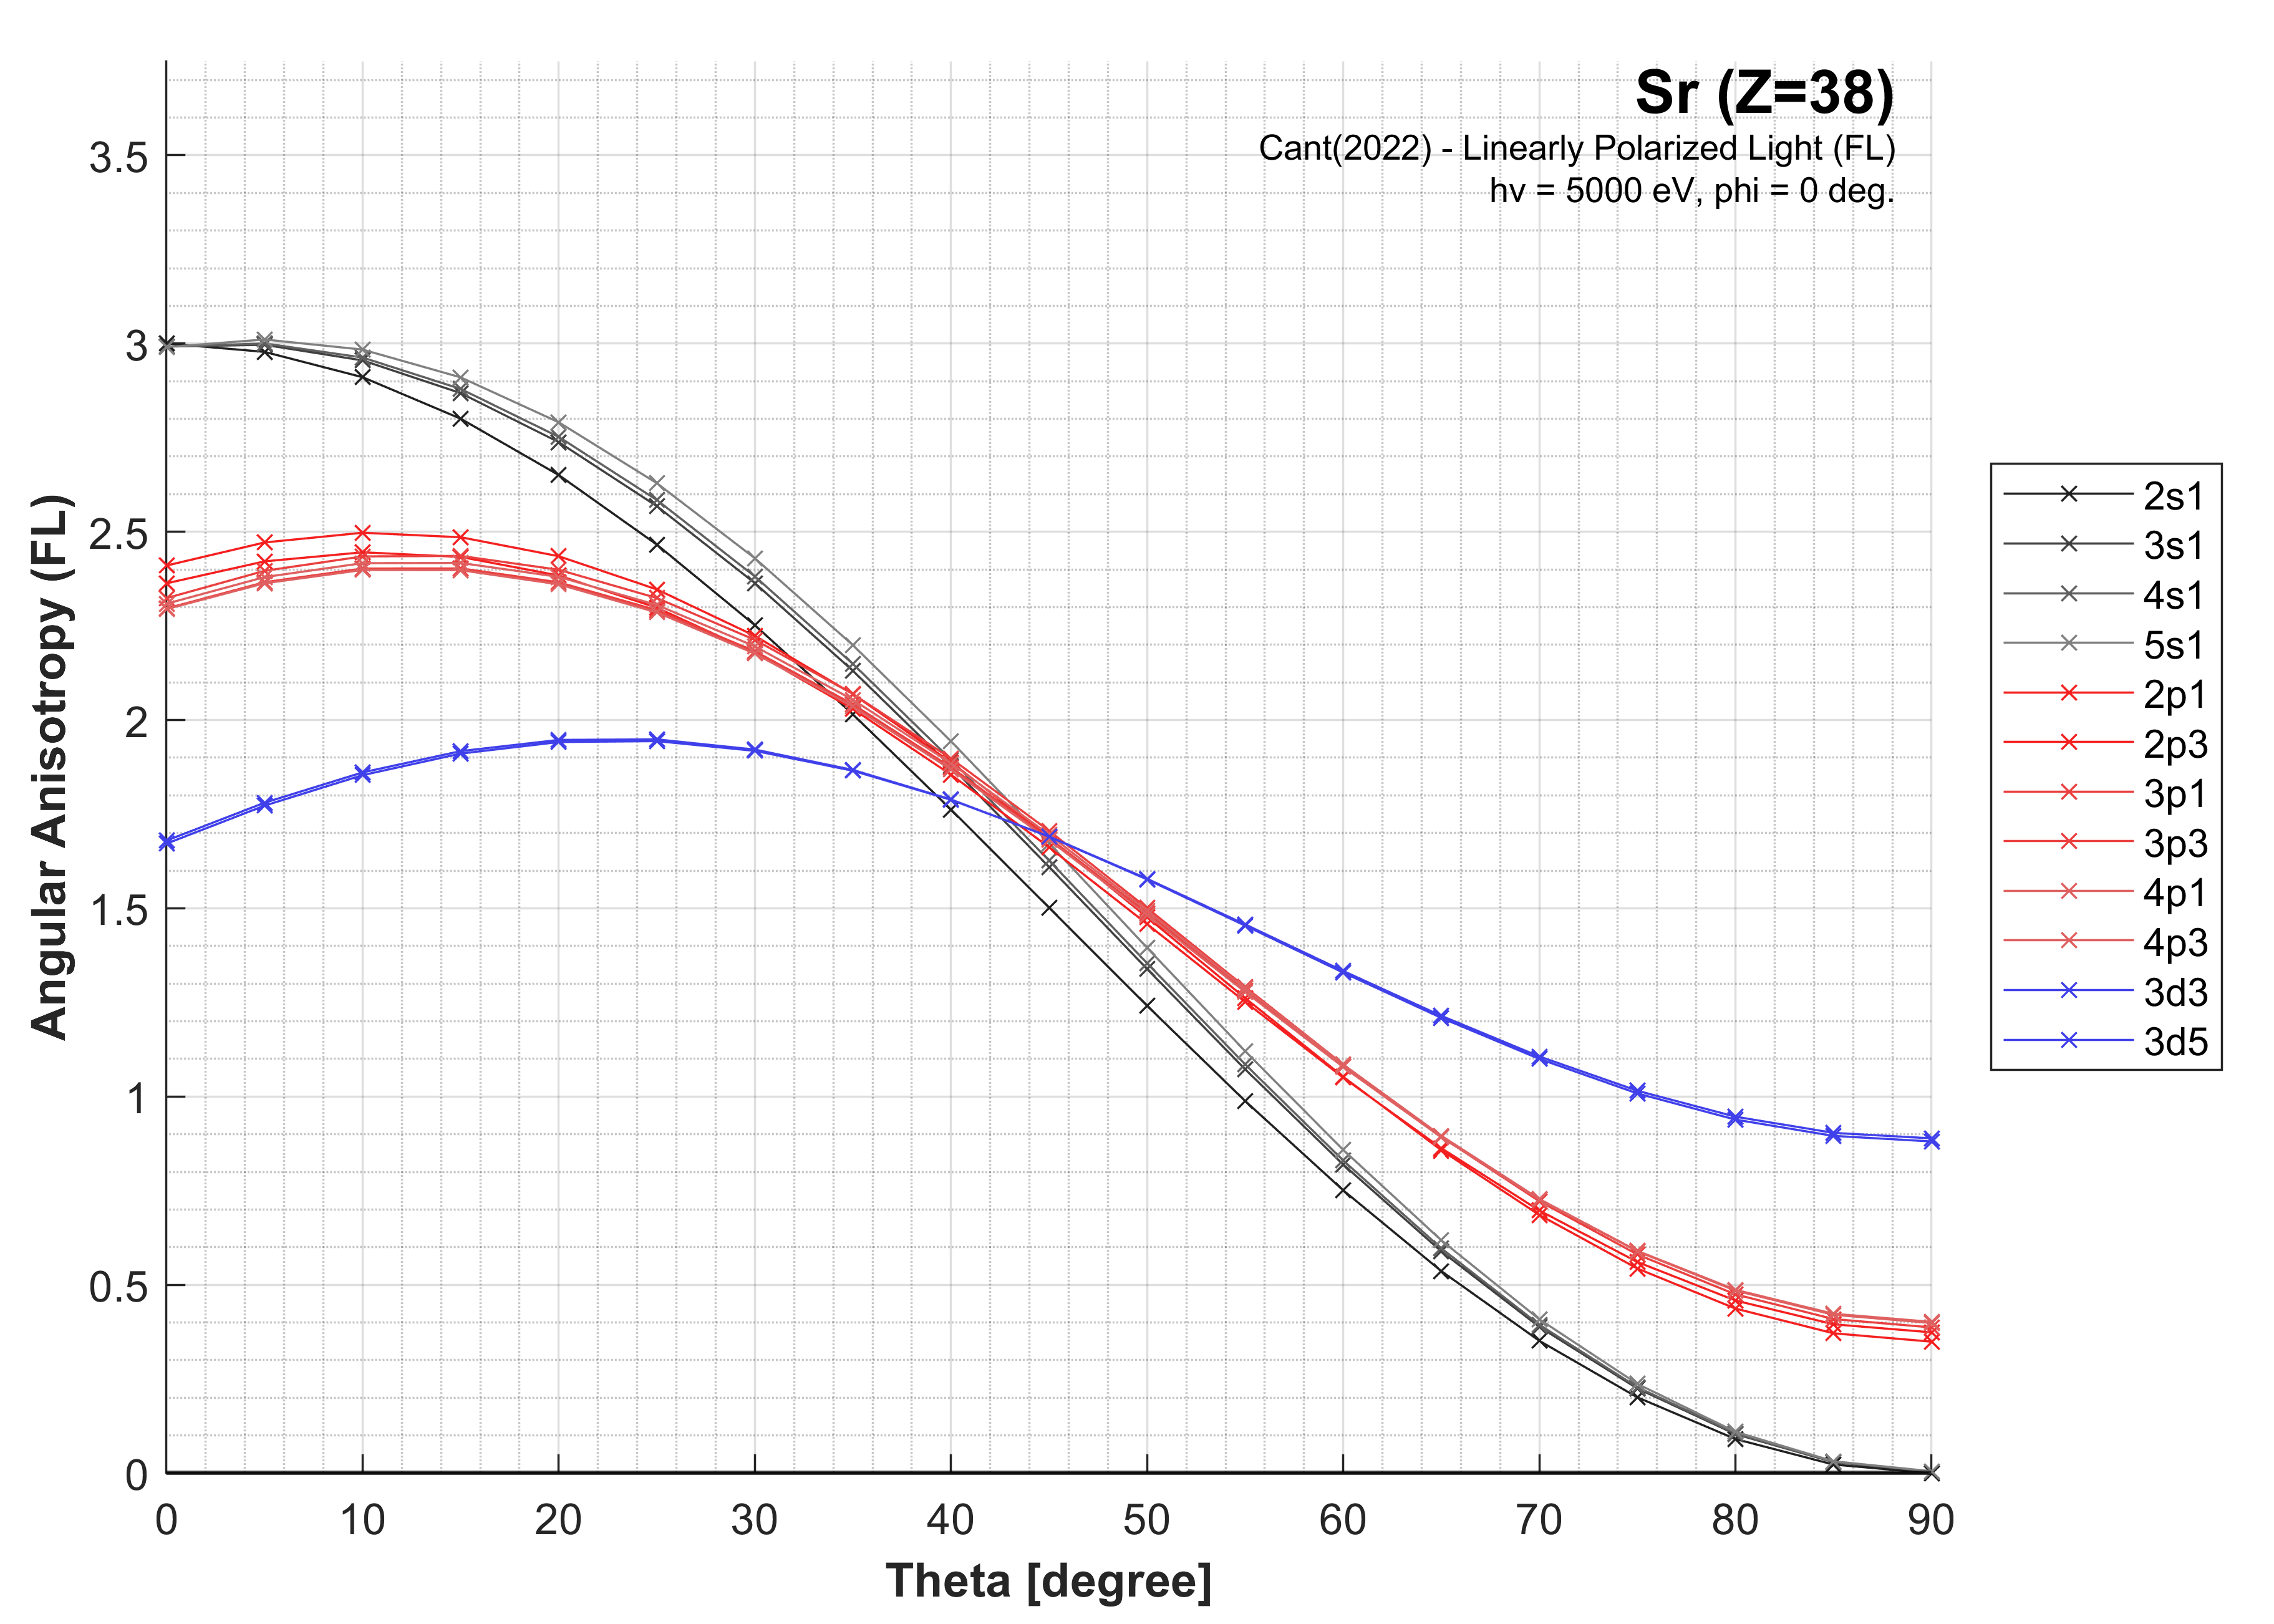 Sr (Z=38)
Cant(2022) - Linearly Polarized Light (FL)
hv = 5000 eV, phi = 0 deg.
Angular Anisotropy (FL)
3.5
3
2.5
2
1.5
1
0.5
0
0 10 20 30 40 50 60 70 80 90
Theta [degree]
2s1
3s1
4s1
5s1
2p1
2p3
3p1
3p3
4p1
4p3
3d3
3d5